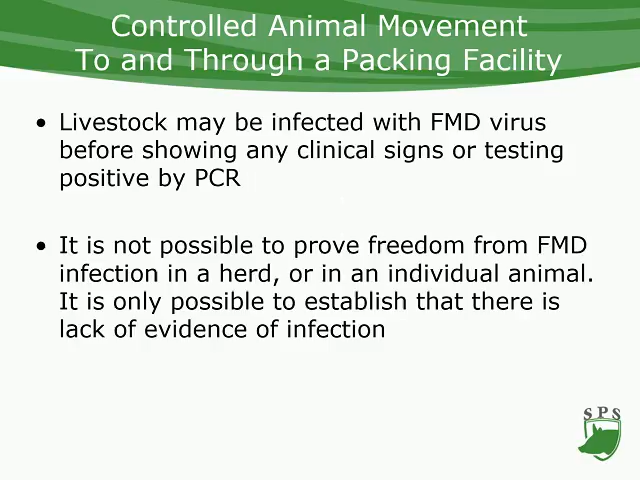 Controlled Animal Movement
To and Through a Packing Facility
• Livestock may be infected with FMD virus
before showing any clinical signs or testing
positive by PCR
• It is not possible to prove freedom from FMD
infection in a herd, or in an individual animal.
It is only possible to establish that there is
lack of evidence of infection
SPS